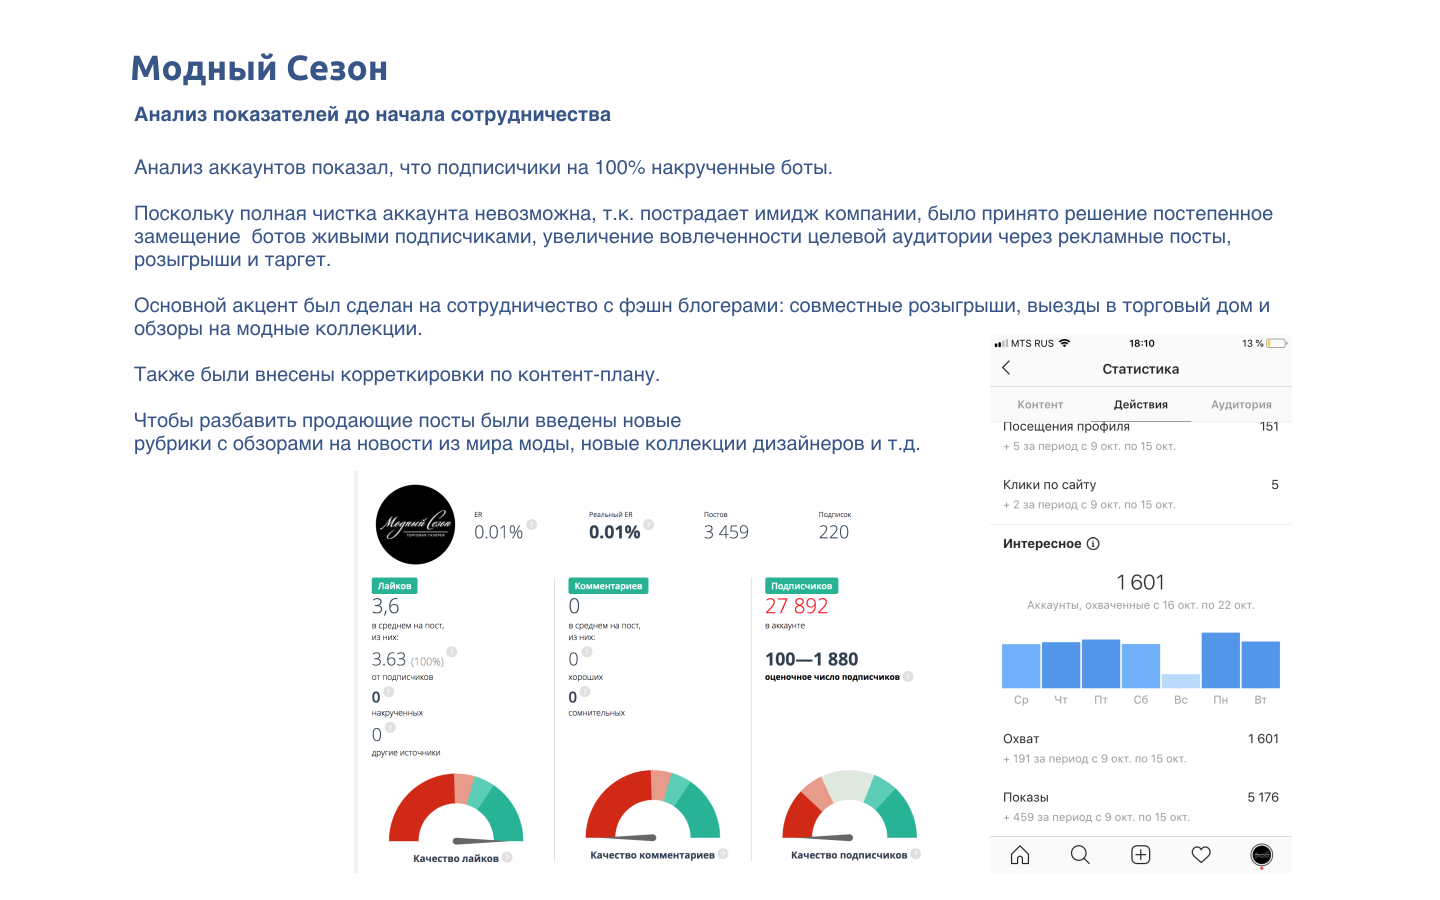 Модный Сезон
Анализ показателей до начала сотрудничества
Анализ аккаунтов показал, что подписичики на 100% накрученные боты.
Поскольку полная чистка аккаунта невозможна, т.к. пострадает имидж компании, было принято решение постепенное
замещение  ботов живыми подписчиками, увеличение вовлеченности целевой аудитории через рекламные посты,
розыгрыши и таргет.
Основной акцент был сделан на сотрудничество с фэшн блогерами: совместные розыгрыши, выезды в торговый дом и
обзоры на модные коллекции.
Также были внесены корреткировки по контент-плану.
Чтобы разбавить продающие посты были введены новые
рубрики с обзорами на новости из мира моды, новые коллекции дизайнеров и т.д.
Модный Сезон
ТОРГОВАЯ ГАЛЕРЕЯ
ER
0.01% ?
Реальный ER
0.01% ?
Постов
3 459
Подписок
220
Лайков
3,6
в среднем на пост,
из них:
3.63 (100%) ?
от подписчиков
0 ?
накрученных
0 ?
другие источники
Качество лайков ?
Комментариев
0
в среднем на пост,
из них:
0 ?
хороших
0 ?
сомнительных
Качество комментариев ?
Подписчиков
27 892
в аккаунте
100—1 880
оценочное число подписчиков ?
Качество подписчиков ?
MTS RUS 18:10 13 %
Статистика
Контент Действия Аудитория
Посещения профиля 151
+ 5 за период с 9 окт. по 15 окт.
Клики по сайту 5
+ 2 за период с 9 окт. по 15 окт.
Интересное i
1 601
Аккаунты, охваченные с 16 окт. по 22 окт.
Ср Чт Пт Сб Вс Пн Вт
Охват 1 601
+ 191 за период с 9 окт. по 15 окт.
Показы 5 176
+ 459 за период с 9 окт. по 15 окт.